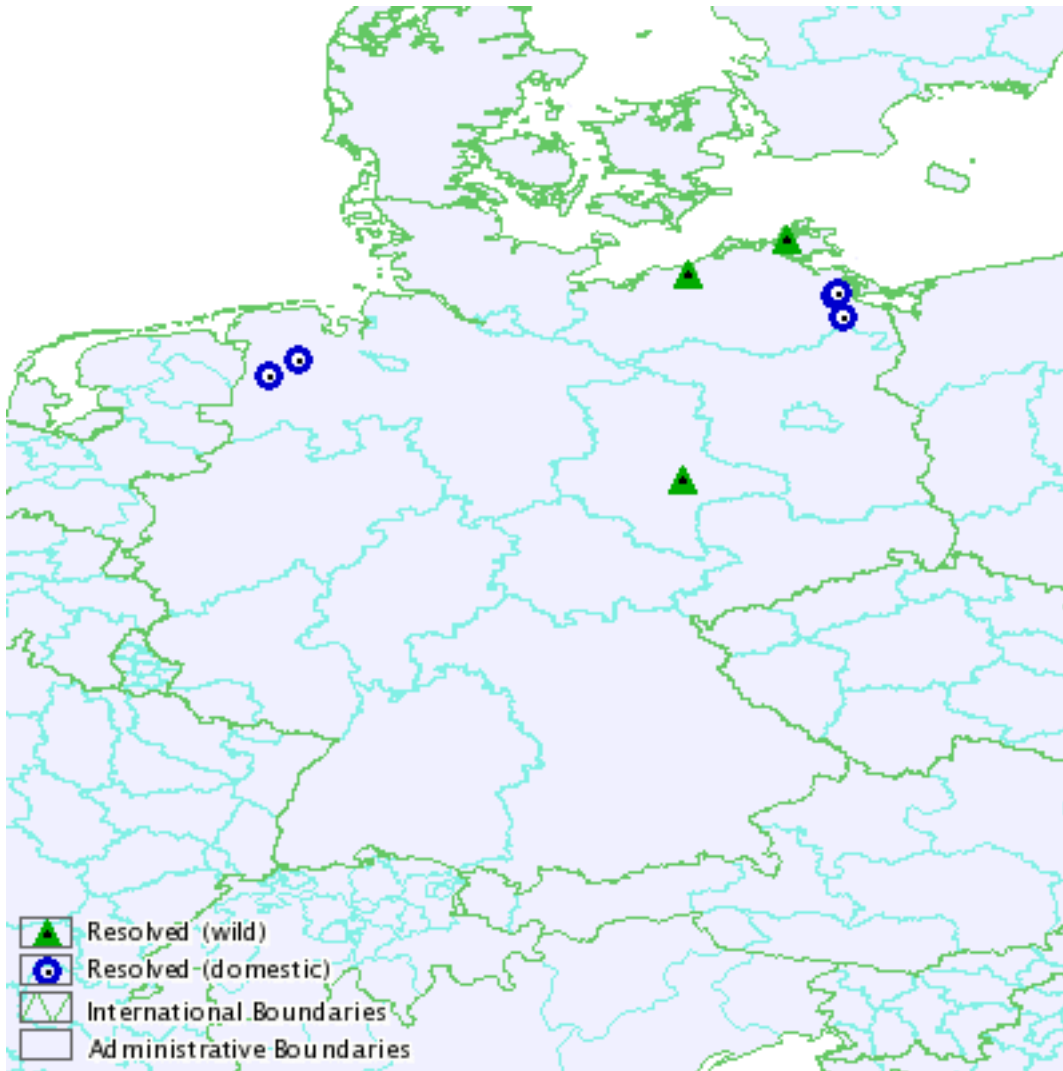 Resolved (wild)
Resolved (domestic)
International Boundaries
Administrative Boundaries